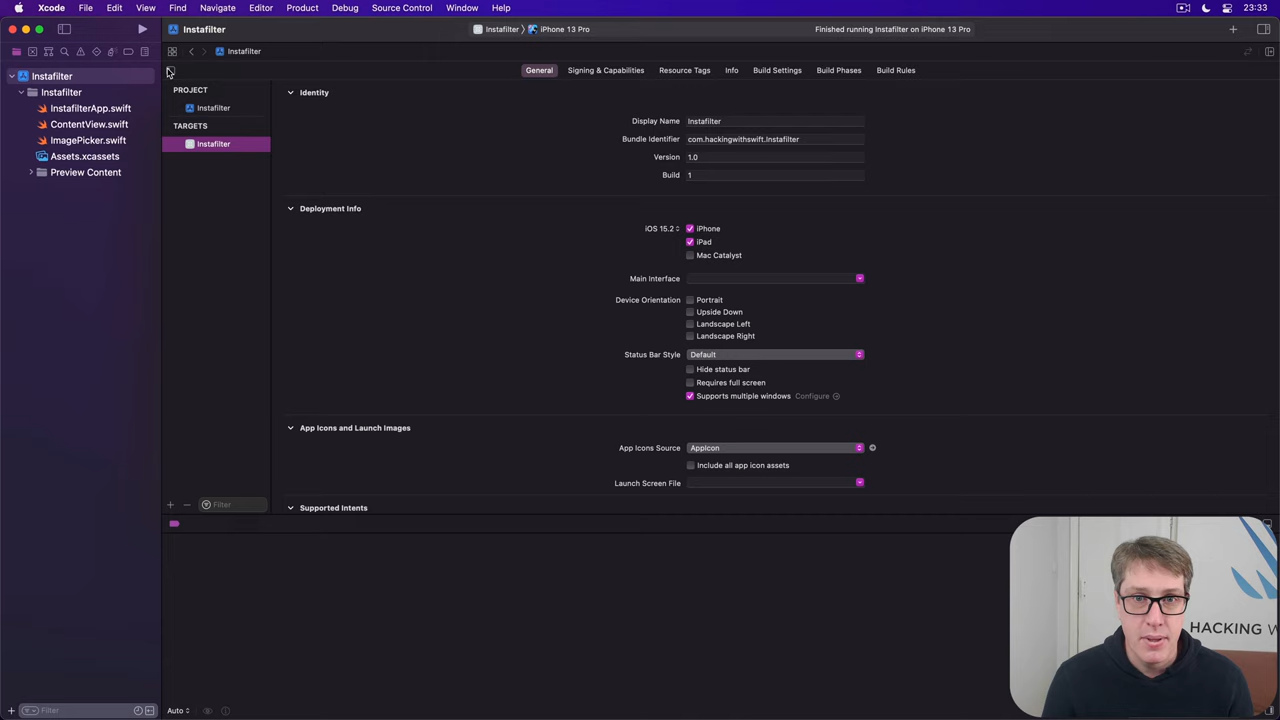 Xcode File Edit View Find Navigate Editor Product Debug Source Control Window Help 23:33
Instafilter
Instafilter 〉 iPhone 13 Pro
Finished running Instafilter on iPhone 13 Pro
Instafilter
General Signing & Capabilities Resource Tags Info Build Settings Build Phases Build Rules
Instafilter
Instafilter
InstafilterApp.swift
ContentView.swift
ImagePicker.swift
Assets.xcassets
Preview Content
PROJECT
Instafilter
TARGETS
Instafilter
Identity
Display Name Instafilter
Bundle Identifier com.hackingwithswift.Instafilter
Version 1.0
Build 1
Deployment Info
iOS 15.2 iPhone
iPad
Mac Catalyst
Main Interface
Device Orientation Portrait
Upside Down
Landscape Left
Landscape Right
Status Bar Style Default
Hide status bar
Requires full screen
Supports multiple windows Configure
App Icons and Launch Images
App Icons Source AppIcon
Include all app icon assets
Launch Screen File
Supported Intents
Filter
HACKING W
Filter
Auto